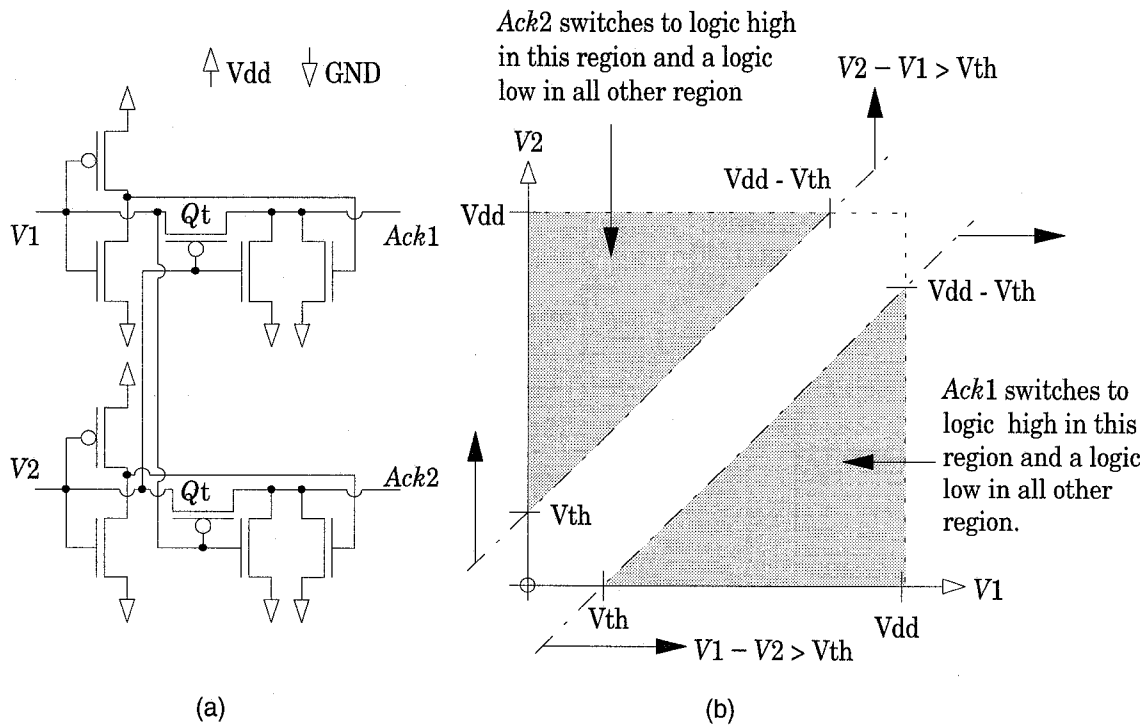 Vdd
GND
V1
Qt
Ack1
V2
Qt
Ack2
(a)
Ack2 switches to logic high
in this region and a logic
low in all other region
V2 – V1 > Vth
V2
Vdd - Vth
Vdd
Vdd - Vth
Ack1 switches to
logic high in this
region and a logic
low in all other
region.
Vth
V1
Vth
Vdd
V1 – V2 > Vth
(b)